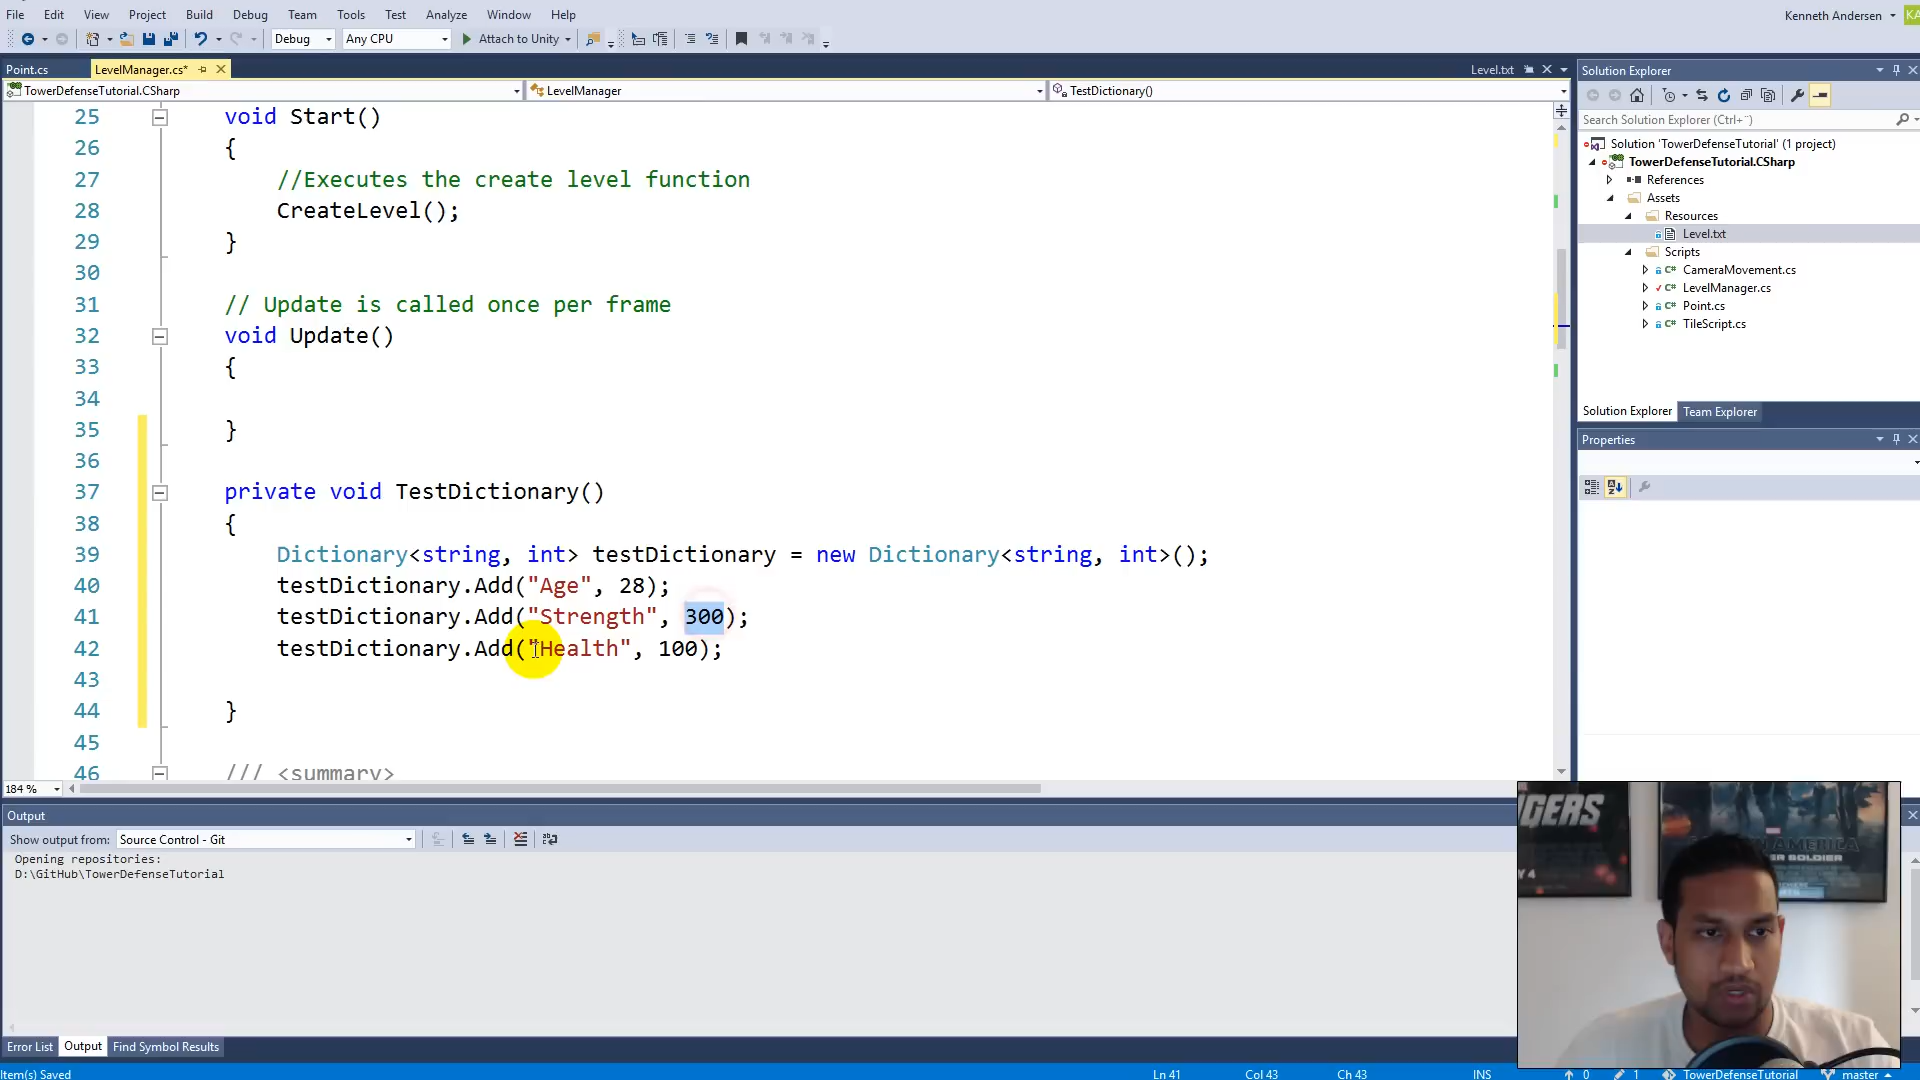 File Edit View Project Build Debug Team Tools Test Analyze Window Help
Kenneth Andersen
KA
Debug Any CPU Attach to Unity
Point.cs LevelManager.cs* Level.txt
TowerDefenseTutorial.CSharp LevelManager TestDictionary()
25 void Start()
26 {
27 //Executes the create level function
28 CreateLevel();
29 }
30
31 // Update is called once per frame
32 void Update()
33 {
34
35 }
36
37 private void TestDictionary()
38 {
39 Dictionary<string, int> testDictionary = new Dictionary<string, int>();
40 testDictionary.Add("Age", 28);
41 testDictionary.Add("Strength", 300);
42 testDictionary.Add("Health", 100);
43
44 }
45
46 /// <summary>
184 %
Solution Explorer
Search Solution Explorer (Ctrl+¨)
Solution 'TowerDefenseTutorial' (1 project)
TowerDefenseTutorial.CSharp
References
Assets
Resources
Level.txt
Scripts
CameraMovement.cs
LevelManager.cs
Point.cs
TileScript.cs
Solution Explorer Team Explorer
Properties
Output
Show output from: Source Control - Git
Opening repositories:
D:\GitHub\TowerDefenseTutorial
Error List Output Find Symbol Results
Item(s) Saved Ln 41 Col 43 Ch 43 INS 0 1 TowerDefenseTutorial master